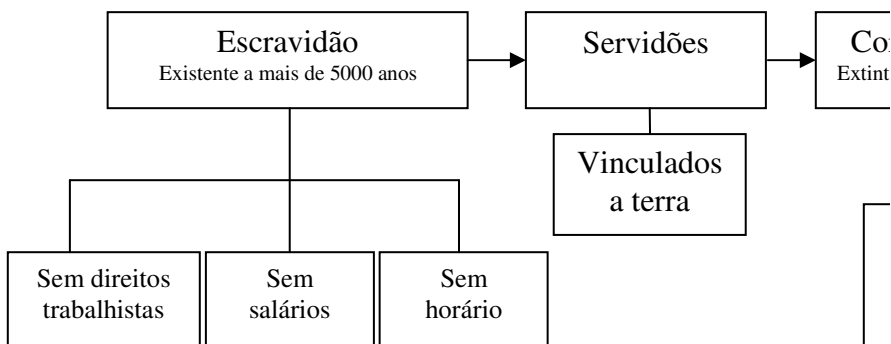 Escravidão
Existente a mais de 5000 anos
Servidões
Vinculados
a terra
Sem direitos
trabalhistas
Sem
salários
Sem
horário